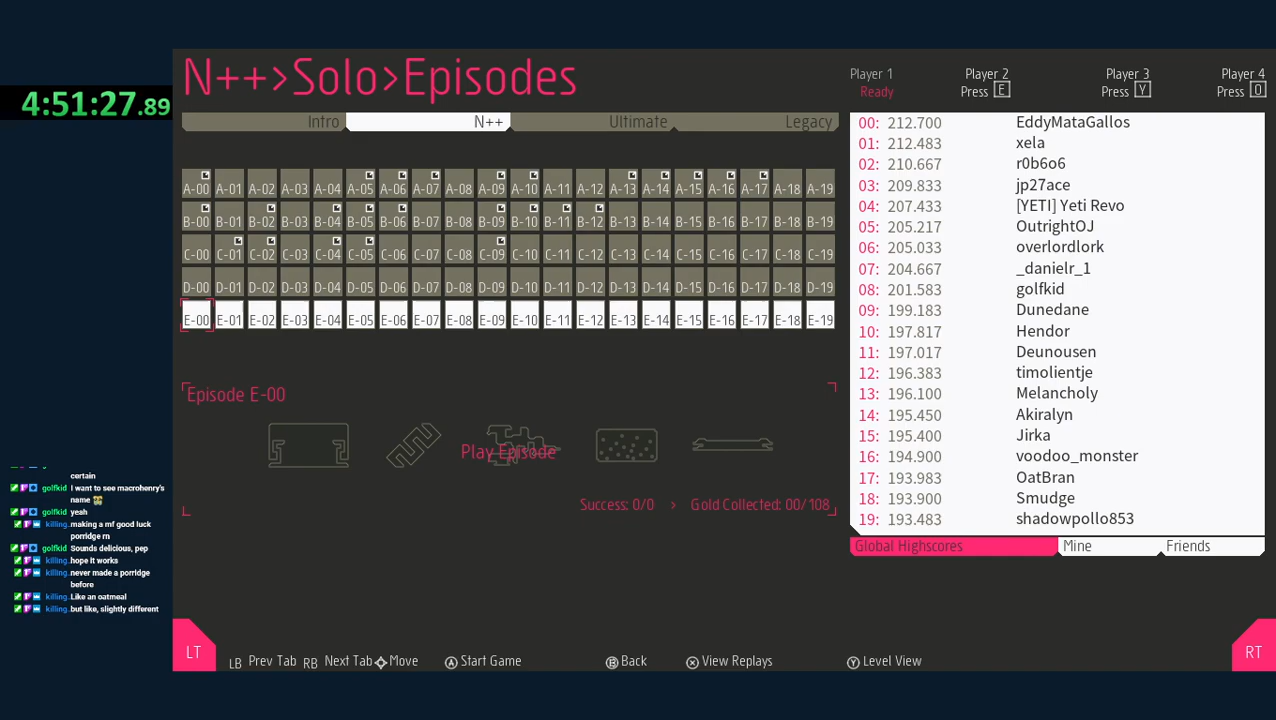 N++>Solo>Episodes
Player 1
Ready
Player 2
Press E
Player 3
Press Y
Player 4
Press O
4:51:27.89
Intro
N++
Ultimate
Legacy
A-00 A-01 A-02 A-03 A-04 A-05 A-06 A-07 A-08 A-09 A-10 A-11 A-12 A-13 A-14 A-15 A-16 A-17 A-18 A-19
B-00 B-01 B-02 B-03 B-04 B-05 B-06 B-07 B-08 B-09 B-10 B-11 B-12 B-13 B-14 B-15 B-16 B-17 B-18 B-19
C-00 C-01 C-02 C-03 C-04 C-05 C-06 C-07 C-08 C-09 C-10 C-11 C-12 C-13 C-14 C-15 C-16 C-17 C-18 C-19
D-00 D-01 D-02 D-03 D-04 D-05 D-06 D-07 D-08 D-09 D-10 D-11 D-12 D-13 D-14 D-15 D-16 D-17 D-18 D-19
E-00 E-01 E-02 E-03 E-04 E-05 E-06 E-07 E-08 E-09 E-10 E-11 E-12 E-13 E-14 E-15 E-16 E-17 E-18 E-19
Episode E-00
Play Episode
Success: 0/0 > Gold Collected: 00/108
00: 212.700 EddyMataGallos
01: 212.483 xela
02: 210.667 r0b6o6
03: 209.833 jp27ace
04: 207.433 [YETI] Yeti Revo
05: 205.217 OutrightOJ
06: 205.033 overlordlork
07: 204.667 _danielr_1
08: 201.583 golfkid
09: 199.183 Dunedane
10: 197.817 Hendor
11: 197.017 Deunousen
12: 196.383 timolientje
13: 196.100 Melancholy
14: 195.450 Akiralyn
15: 195.400 Jirka
16: 194.900 voodoo_monster
17: 193.983 OatBran
18: 193.900 Smudge
19: 193.483 shadowpollo853
Global Highscores
Mine
Friends
certain
golfkid I want to see macrohenry's
name
golfkid yeah
killing.. making a mf good luck
porridge rn
golfkid Sounds delicious, pep
killing.. hope it works
killing.. never made a porridge
before
killing.. Like an oatmeal
killing.. but like, slightly different
LT
LB Prev Tab RB Next Tab Move A Start Game B Back X View Replays Y Level View
RT